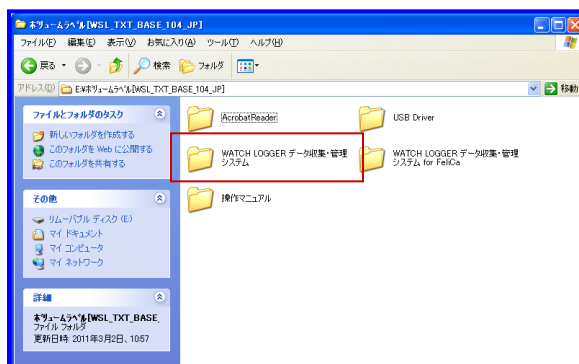 ﾎﾞﾘｭｰﾑﾗﾍﾞﾙ[WSL_TXT_BASE_104_JP]
ファイル(F) 編集(E) 表示(V) お気に入り(A) ツール(T) ヘルプ(H)
戻る 検索 フォルダ
アドレス(D) E:¥ﾎﾞﾘｭｰﾑﾗﾍﾞﾙ[WSL_TXT_BASE_104_JP] 移動
ファイルとフォルダのタスク
新しいフォルダを作成する
このフォルダを Web に公開する
このフォルダを共有する
その他
リムーバブル ディスク (E)
マイ ドキュメント
マイ コンピュータ
マイ ネットワーク
詳細
ﾎﾞﾘｭｰﾑﾗﾍﾞﾙ[WSL_TXT_BASE_
ファイル フォルダ
更新日時: 2011年3月2日、10:57
AcrobatReader
USB Driver
WATCH LOGGER データ収集・管理
システム
WATCH LOGGER データ収集・管理
システム for FeliCa
操作マニュアル